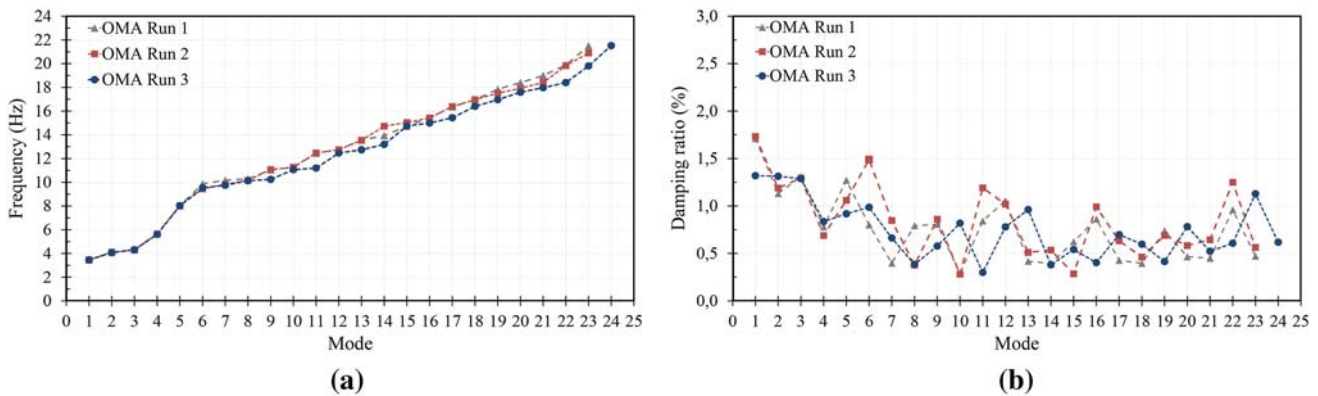 24
22
20
18
16
14
12
10
8
6
4
2
0
Frequency (Hz)
OMA Run 1
OMA Run 2
OMA Run 3
0 1 2 3 4 5 6 7 8 9 10 11 12 13 14 15 16 17 18 19 20 21 22 23 24 25
Mode
(a)
3,0
2,5
2,0
1,5
1,0
0,5
0,0
Damping ratio (%)
OMA Run 1
OMA Run 2
OMA Run 3
0 1 2 3 4 5 6 7 8 9 10 11 12 13 14 15 16 17 18 19 20 21 22 23 24 25
Mode
(b)